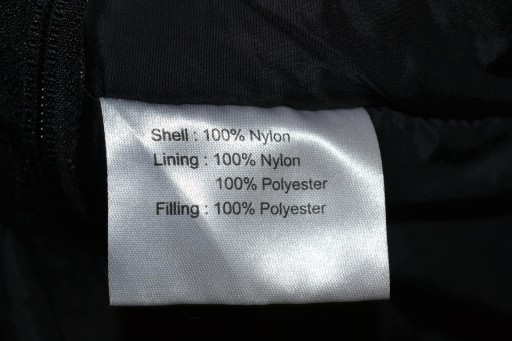 Shell : 100% Nylon
Lining : 100% Nylon
100% Polyester
Filling : 100% Polyester